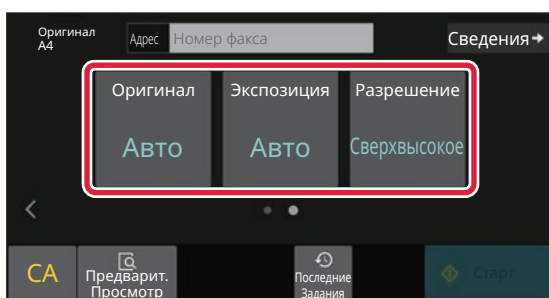 Оригинал
A4
Адрес
Номер факса
Сведения
Оригинал
Экспозиция
Разрешение
Авто
Авто
Сверхвысокое
CA
Предварит.
Просмотр
Последние
Задания
Старт